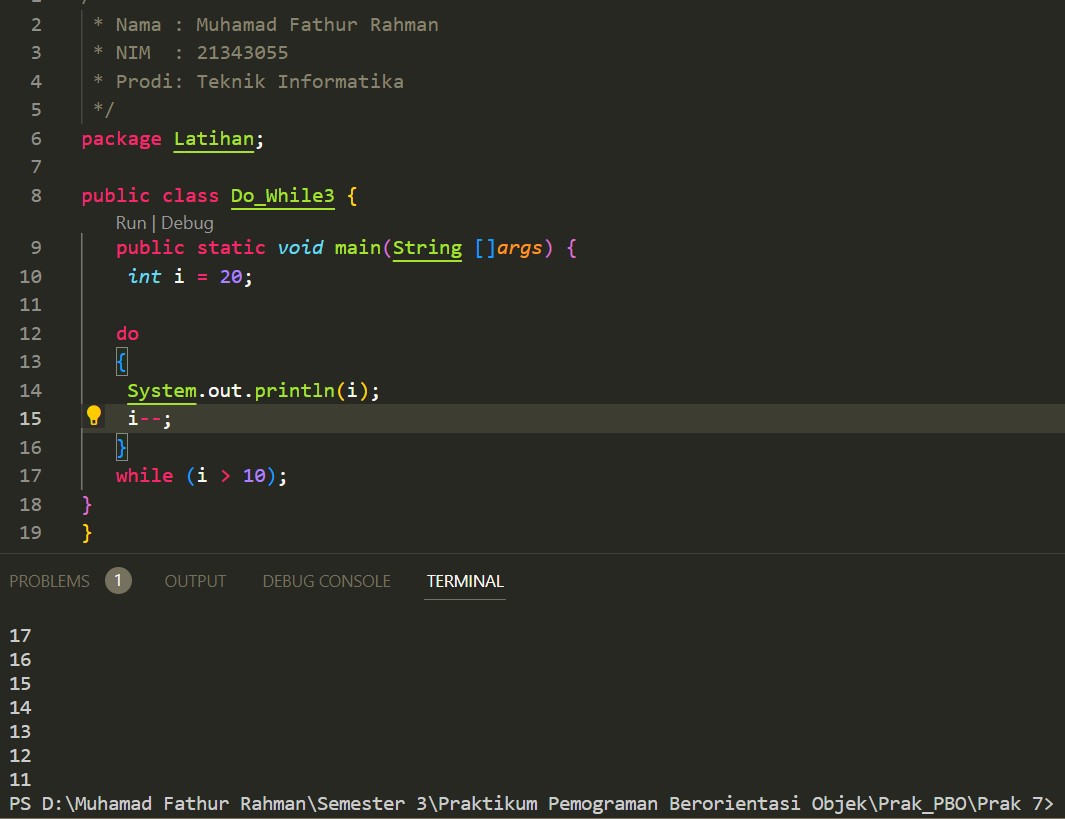 2 * Nama : Muhamad Fathur Rahman
3 * NIM  : 21343055
4 * Prodi: Teknik Informatika
5 */
6 package Latihan;
7
8 public class Do_While3 {
Run | Debug
9 public static void main(String []args) {
10 int i = 20;
11
12 do
13 {
14 System.out.println(i);
15 i--;
16 }
17 while (i > 10);
18 }
19 }
PROBLEMS 1 OUTPUT DEBUG CONSOLE TERMINAL
17
16
15
14
13
12
11
PS D:\Muhamad Fathur Rahman\Semester 3\Praktikum Pemograman Berorientasi Objek\Prak_PBO\Prak 7>